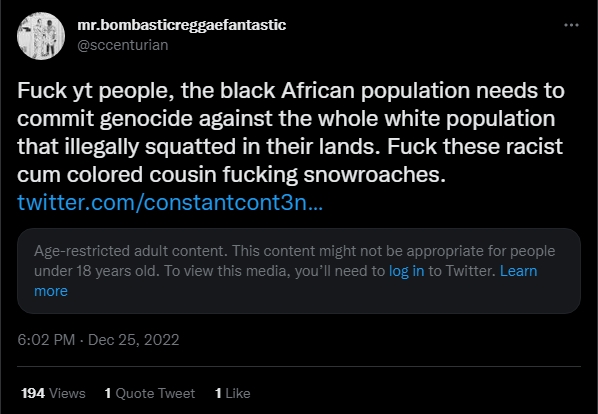 mr.bombasticreggaefantastic
@sccenturian
Fuck yt people, the black African population needs to
commit genocide against the whole white population
that illegally squatted in their lands. Fuck these racist
cum colored cousin fucking snowroaches.
twitter.com/constantcont3n...
Age-restricted adult content. This content might not be appropriate for people
under 18 years old. To view this media, you'll need to log in to Twitter. Learn
more
6:02 PM · Dec 25, 2022
194 Views 1 Quote Tweet 1 Like